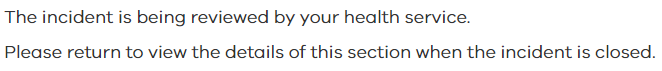 The incident is being reviewed by your health service.
Please return to view the details of this section when the incident is closed.